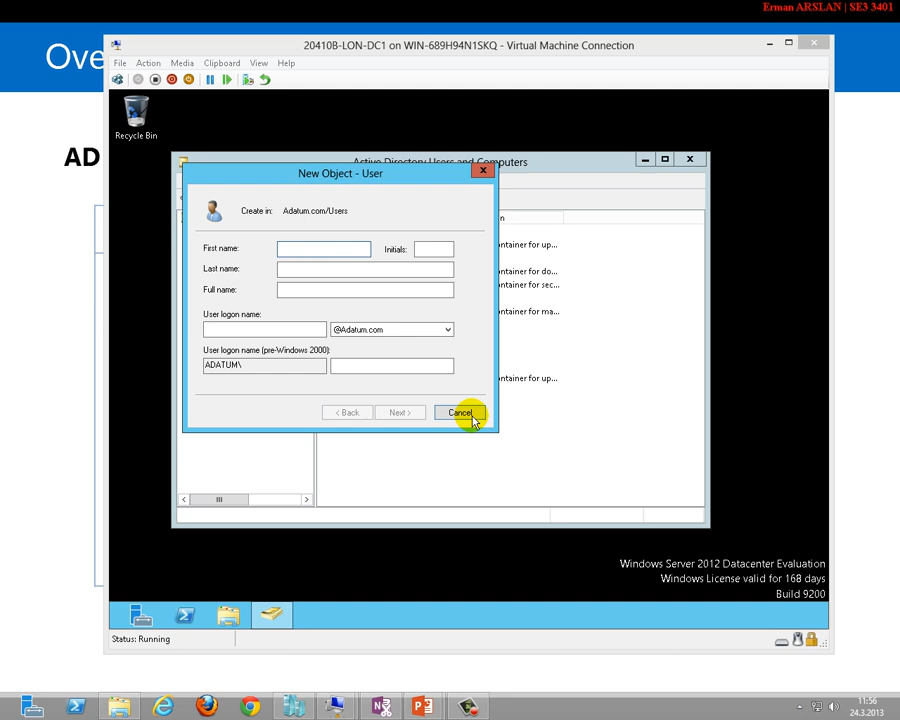 Erman ARSLAN | SE3 3401
Ove
20410B-LON-DC1 on WIN-689H94N1SKQ - Virtual Machine Connection
File Action Media Clipboard View Help
Recycle Bin
AD
Active Directory Users and Computers
New Object - User
Create in: Adatum.com/Users
First name:
Initials:
Last name:
Full name:
User logon name:
@Adatum.com
User logon name (pre-Windows 2000):
ADATUM\
< Back
Next >
Cancel
n
ontainer for up...
ontainer for do...
ontainer for sec...
ontainer for ma...
ontainer for up...
Windows Server 2012 Datacenter Evaluation
Windows License valid for 168 days
Build 9200
Status: Running
11:56
24.3.2013